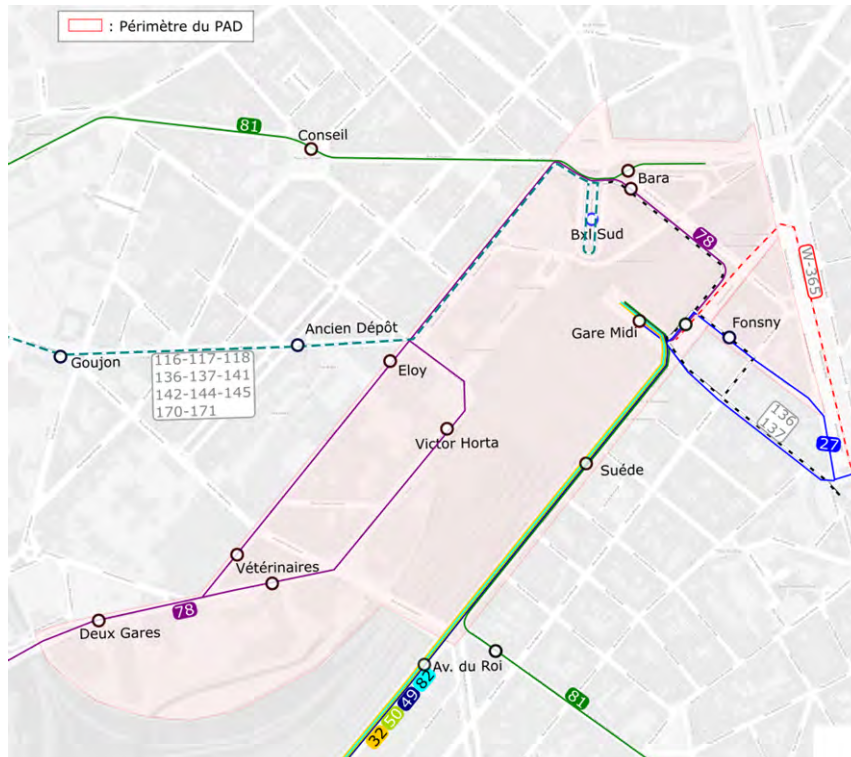 : Périmètre du PAD
81
Conseil
Bara
Bxl Sud
78
W-365
Ancien Dépôt
Gare Midi
Fonsny
Goujon
116-117-118
136-137-141
142-144-145
170-171
Eloy
136
137
Victor Horta
27
Suéde
Vétérinaires
78
Deux Gares
Av. du Roi
32
50
49
82
81